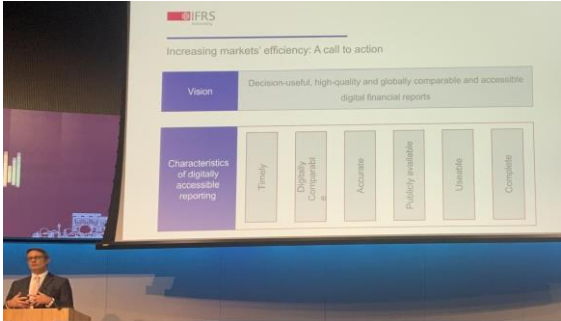 IFRS
Increasing markets' efficiency: A call to action
Vision
Decision-useful, high-quality and globally comparable and accessible
digital financial reports
Characteristics
of digitally
accessible
reporting
Timely
Digitally
Comparabl
e
Accurate
Publicly available
Useable
Complete